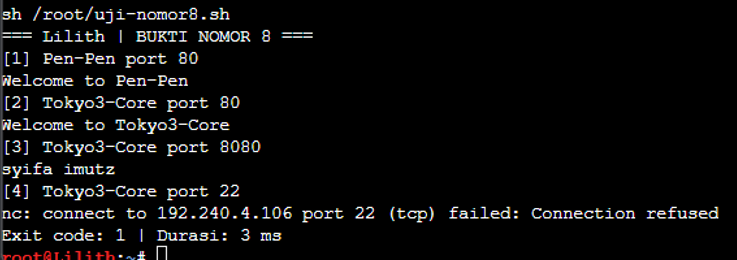 sh /root/uji-nomor8.sh
=== Lilith | BUKTI NOMOR 8 ===
[1] Pen-Pen port 80
Welcome to Pen-Pen
[2] Tokyo3-Core port 80
Welcome to Tokyo3-Core
[3] Tokyo3-Core port 8080
syifa imutz
[4] Tokyo3-Core port 22
nc: connect to 192.240.4.106 port 22 (tcp) failed: Connection refused
Exit code: 1 | Durasi: 3 ms
root@Lilith:~#